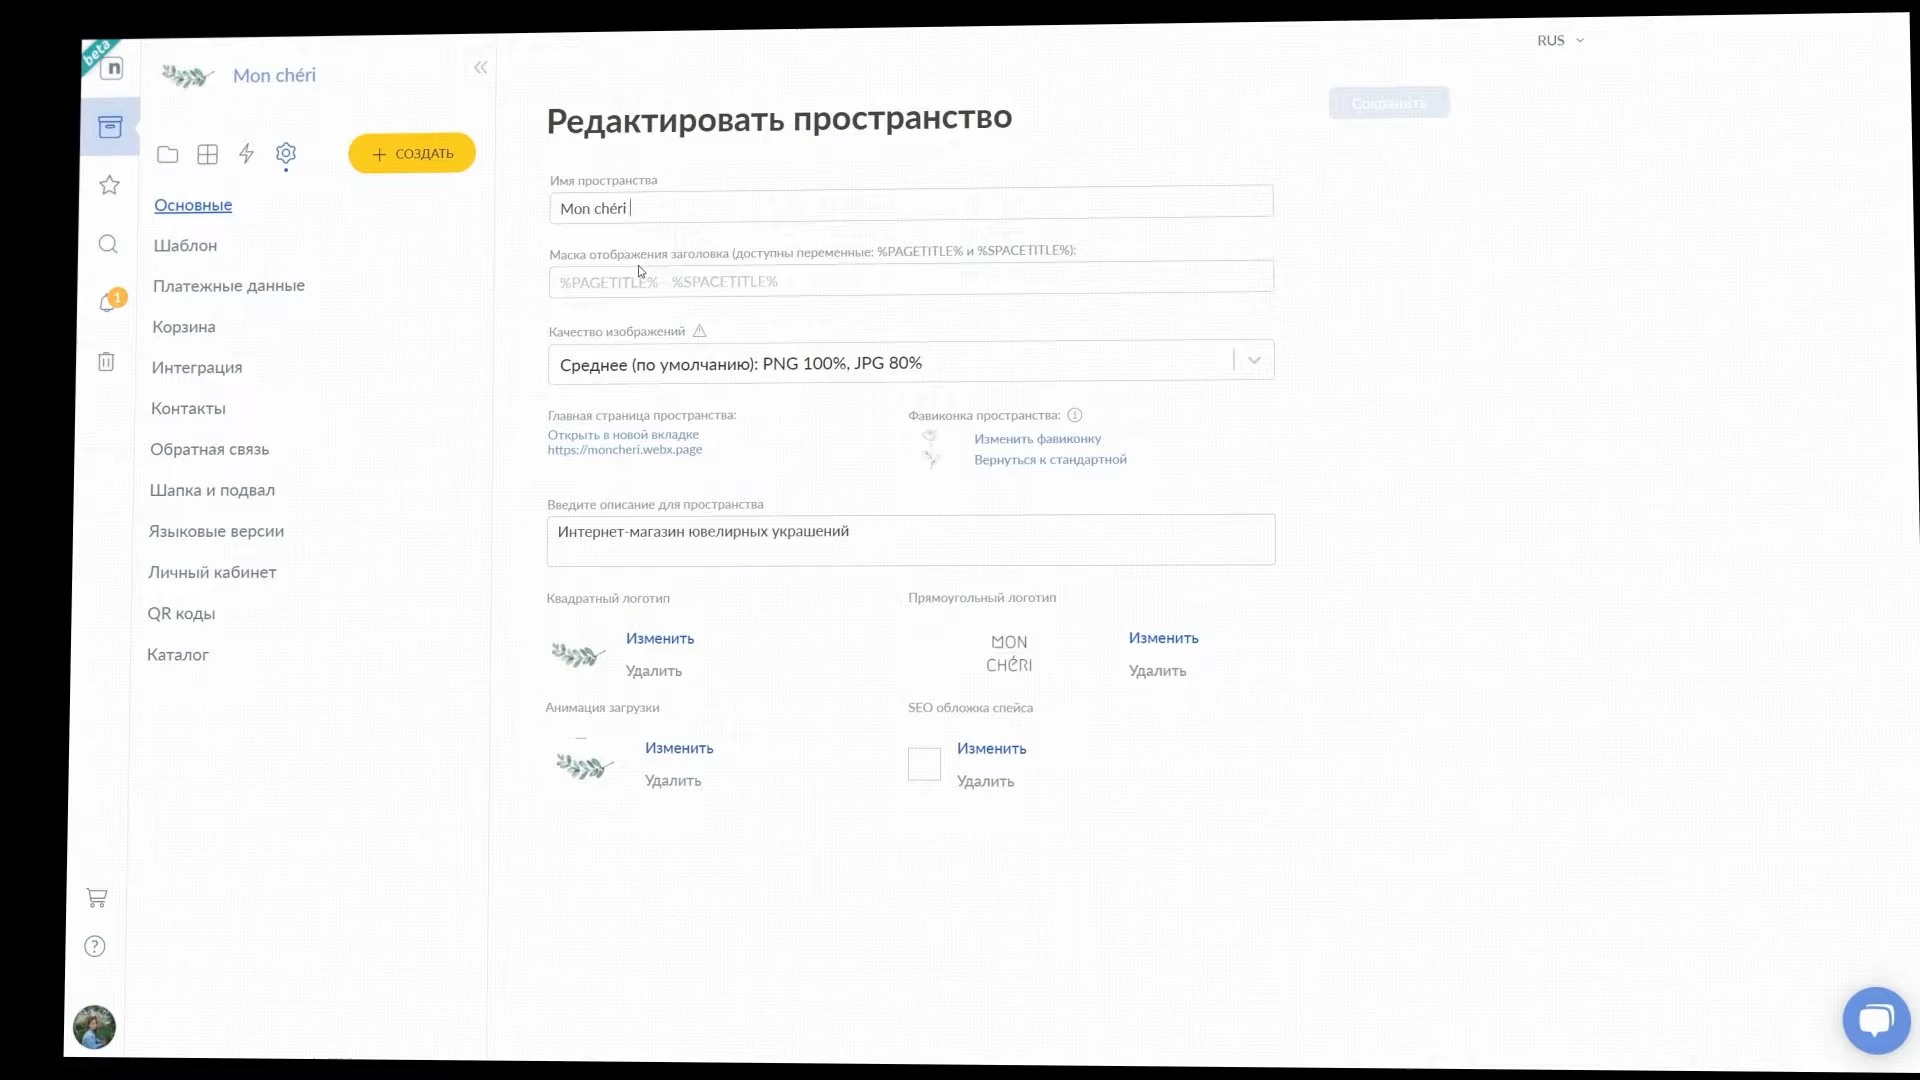 beta
n
Mon chéri
RUS
Редактировать пространство
Сохранить
+ СОЗДАТЬ
Имя пространства
Mon chéri
Основные
Шаблон
Платежные данные
Корзина
Интеграция
Контакты
Обратная связь
Шапка и подвал
Языковые версии
Личный кабинет
QR коды
Каталог
1
Маска отображения заголовка (доступны переменные: %PAGETITLE% и %SPACETITLE%):
%PAGETITLE% - %SPACETITLE%
Качество изображений
Среднее (по умолчанию): PNG 100%, JPG 80%
Главная страница пространства:
Открыть в новой вкладке
https://moncheri.webx.page
Фавиконка пространства:
Изменить фавиконку
Вернуться к стандартной
Введите описание для пространства
Интернет-магазин ювелирных украшений
Квадратный логотип
Изменить
Удалить
Прямоугольный логотип
MON
CHÉRI
Изменить
Удалить
Анимация загрузки
Изменить
Удалить
SEO обложка спейса
Изменить
Удалить
?